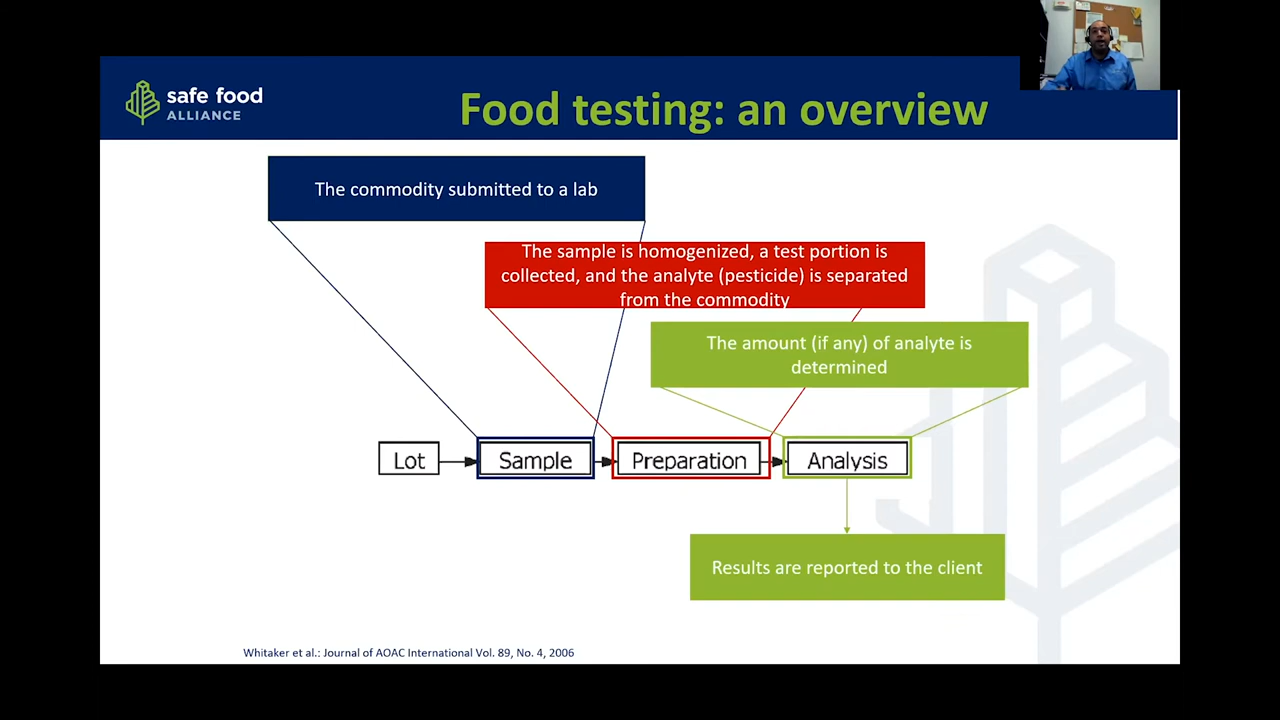 safe food
ALLIANCE
Food testing: an overview
The commodity submitted to a lab
The sample is homogenized, a test portion is
collected, and the analyte (pesticide) is separated
from the commodity
The amount (if any) of analyte is
determined
Lot
Sample
Preparation
Analysis
Results are reported to the client
Whitaker et al.: Journal of AOAC International Vol. 89, No. 4, 2006